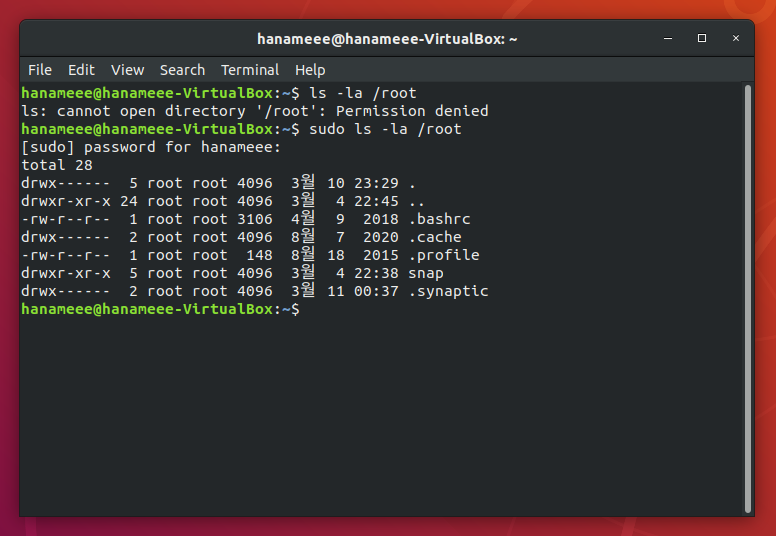 hanameee@hanameee-VirtualBox: ~
File Edit View Search Terminal Help
hanameee@hanameee-VirtualBox:~$ ls -la /root
ls: cannot open directory '/root': Permission denied
hanameee@hanameee-VirtualBox:~$ sudo ls -la /root
[sudo] password for hanameee:
total 28
drwx------  5 root root 4096  3월 10 23:29 .
drwxr-xr-x 24 root root 4096  3월  4 22:45 ..
-rw-r--r--  1 root root 3106  4월  9  2018 .bashrc
drwx------  2 root root 4096  8월  7  2020 .cache
-rw-r--r--  1 root root  148  8월 18  2015 .profile
drwxr-xr-x  5 root root 4096  3월  4 22:38 snap
drwx------  2 root root 4096  3월 11 00:37 .synaptic
hanameee@hanameee-VirtualBox:~$